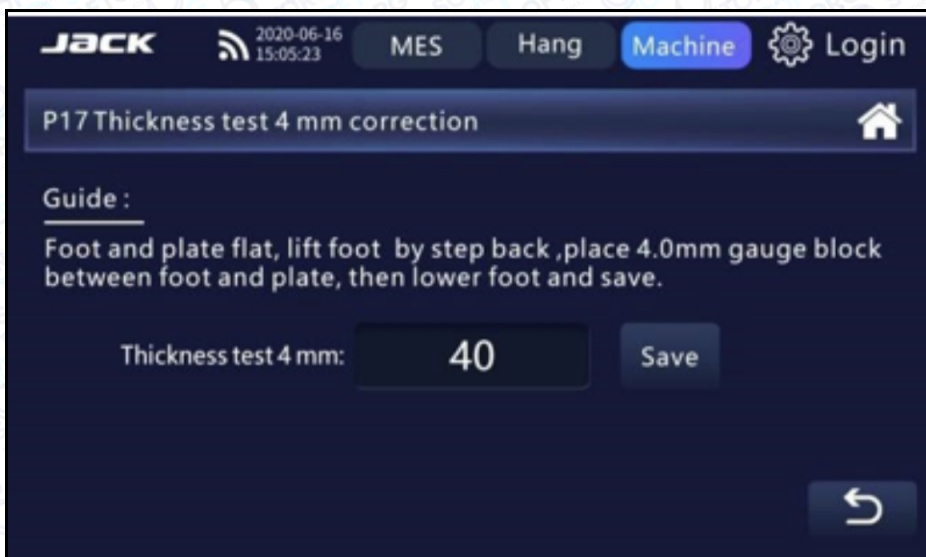 JACK
2020-06-16
15:05:23
MES
Hang
Machine
Login
P17 Thickness test 4 mm correction
Guide :
Foot and plate flat, lift foot by step back ,place 4.0mm gauge block
between foot and plate, then lower foot and save.
Thickness test 4 mm: 40 Save